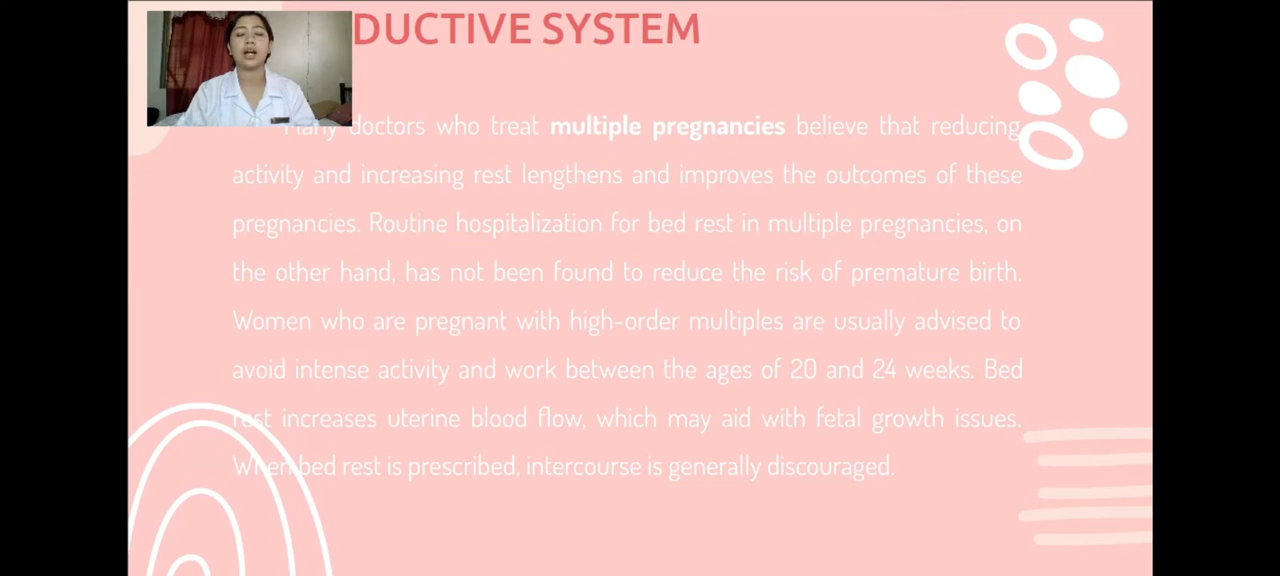 DUCTIVE SYSTEM
Many doctors who treat multiple pregnancies believe that reducing
activity and increasing rest lengthens and improves the outcomes of these
pregnancies. Routine hospitalization for bed rest in multiple pregnancies, on
the other hand, has not been found to reduce the risk of premature birth.
Women who are pregnant with high-order multiples are usually advised to
avoid intense activity and work between the ages of 20 and 24 weeks. Bed
rest increases uterine blood flow, which may aid with fetal growth issues.
When bed rest is prescribed, intercourse is generally discouraged.